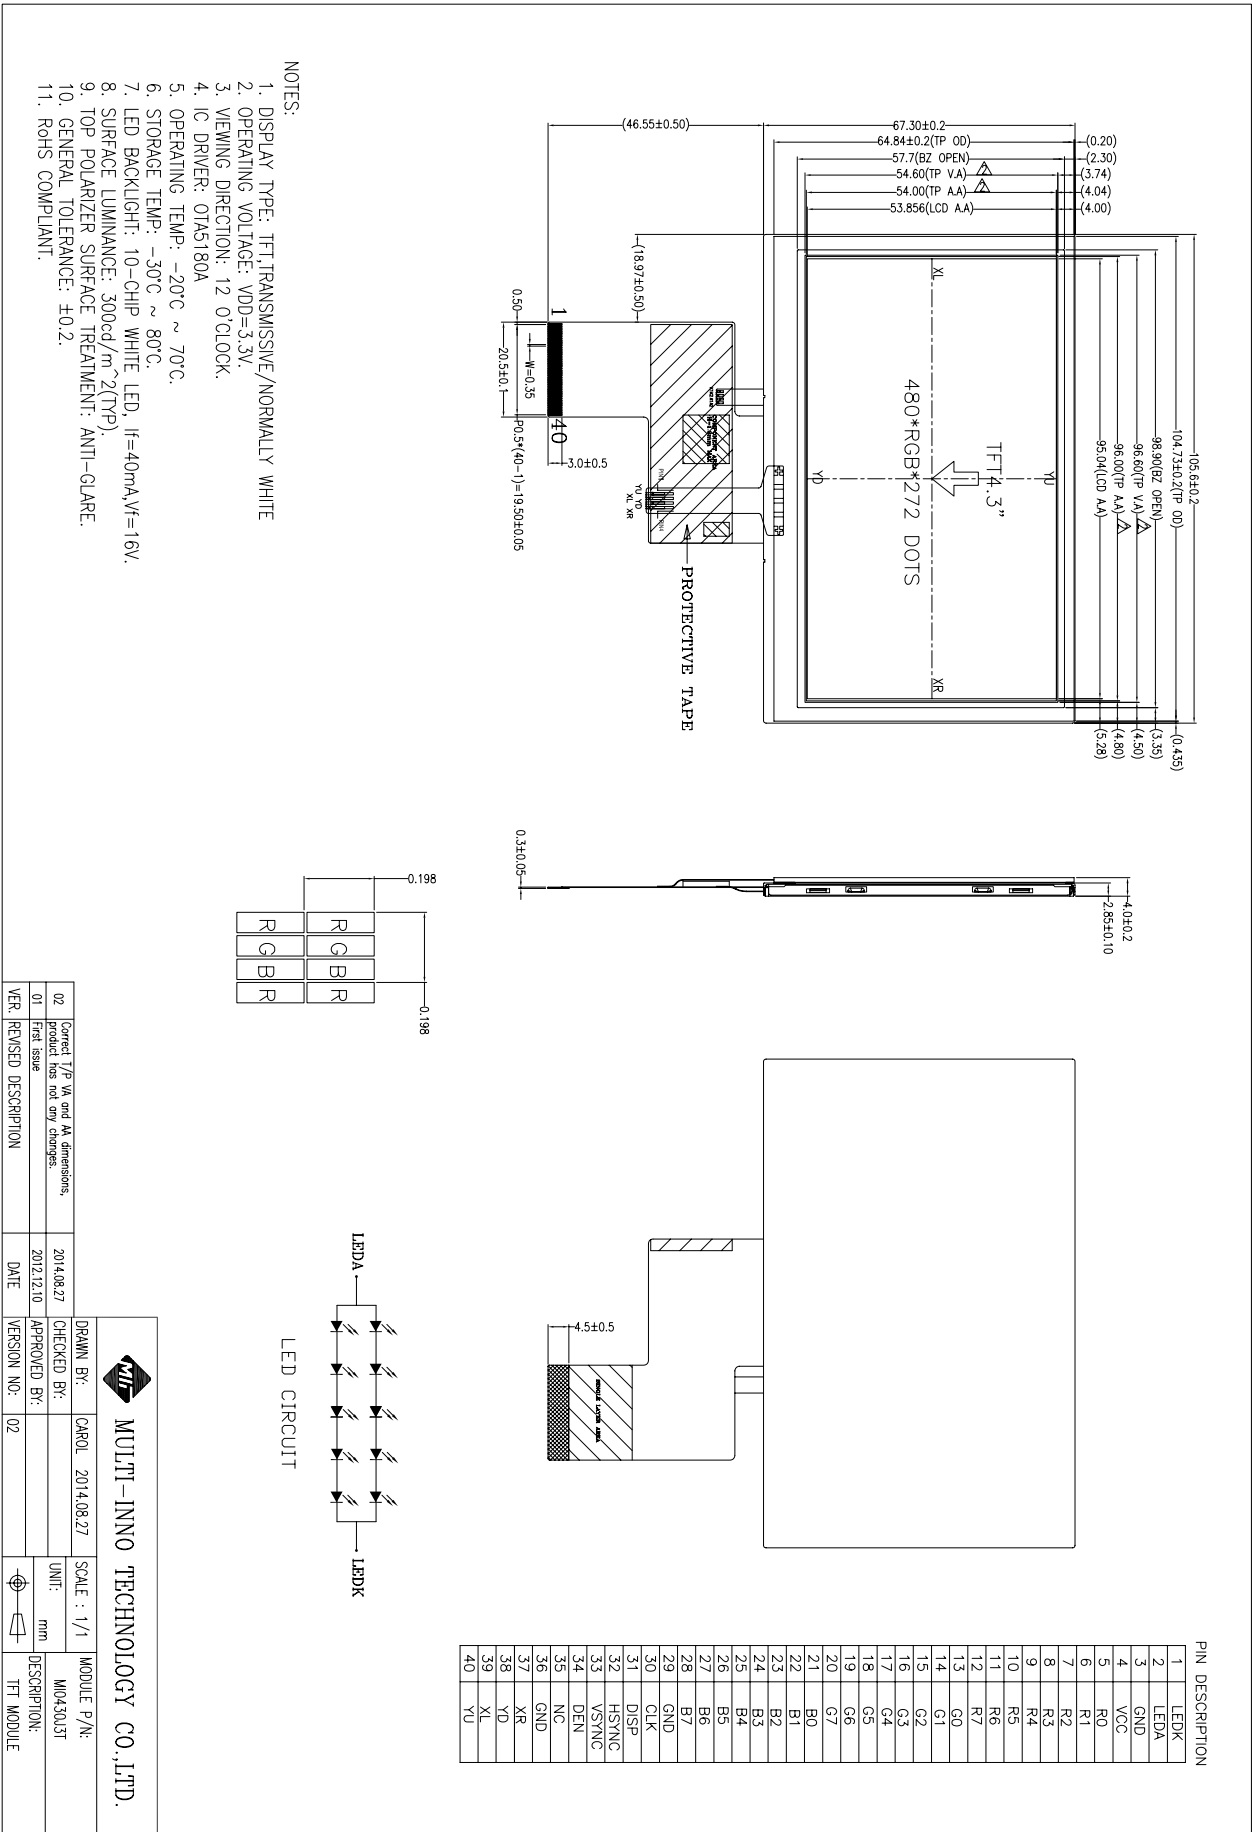 105.6±0.2
104.73±0.2(TP OD)
(0.435)
98.90(BZ OPEN)
(3.35)
96.60(TP V.A)
2
(4.50)
96.00(TP A.A)
2
(4.80)
95.04(LCD A.A)
(5.28)
67.30±0.2
64.84±0.2(TP OD)
(0.20)
57.7(BZ OPEN)
(2.30)
54.60(TP V.A)
2
(3.74)
54.00(TP A.A)
2
(4.04)
53.856(LCD A.A)
(4.00)
(46.55±0.50)
(18.97±0.50)
YU
XL
XR
YD
TFT4.3"
480*RGB*272 DOTS
PROTECTIVE TAPE
YU YD
XL XR
1
40
3.0±0.5
W=0.35
0.50
20.5±0.1
P0.5*(40-1)=19.50±0.05
4.0±0.2
2.85±0.10
0.3±0.05
4.5±0.5
SINGLE LAYER AREA
PIN DESCRIPTION
1 LEDK
2 LEDA
3 GND
4 VCC
5 R0
6 R1
7 R2
8 R3
9 R4
10 R5
11 R6
12 R7
13 G0
14 G1
15 G2
16 G3
17 G4
18 G5
19 G6
20 G7
21 B0
22 B1
23 B2
24 B3
25 B4
26 B5
27 B6
28 B7
29 GND
30 CLK
31 DISP
32 HSYNC
33 VSYNC
34 DEN
35 NC
36 GND
37 XR
38 YD
39 XL
40 YU
NOTES:
1. DISPLAY TYPE: TFT,TRANSMISSIVE/NORMALLY WHITE
2. OPERATING VOLTAGE: VDD=3.3V.
3. VIEWING DIRECTION: 12 O'CLOCK.
4. IC DRIVER: OTA5180A
5. OPERATING TEMP: -20°C ~ 70°C.
6. STORAGE TEMP: -30°C ~ 80°C.
7. LED BACKLIGHT: 10-CHIP WHITE LED, If=40mA,Vf=16V.
8. SURFACE LUMINANCE: 300cd/m^2(TYP).
9. TOP POLARIZER SURFACE TREATMENT: ANTI-GLARE.
10. GENERAL TOLERANCE: ±0.2.
11. RoHS COMPLIANT.
0.198
0.198
R G B R
R G B R
LEDA
LEDK
LED CIRCUIT
MULTI-INNO TECHNOLOGY CO.,LTD.
02 Correct T/P VA and AA dimensions, product has not any changes. 2014.08.27
01 First issue 2012.12.10
VER. REVISED DESCRIPTION DATE
DRAWN BY: CAROL 2014.08.27
CHECKED BY:
APPROVED BY:
VERSION NO: 02
SCALE : 1/1
UNIT: mm
MODULE P/N:
MI0430J3T
DESCRIPTION:
TFT MODULE